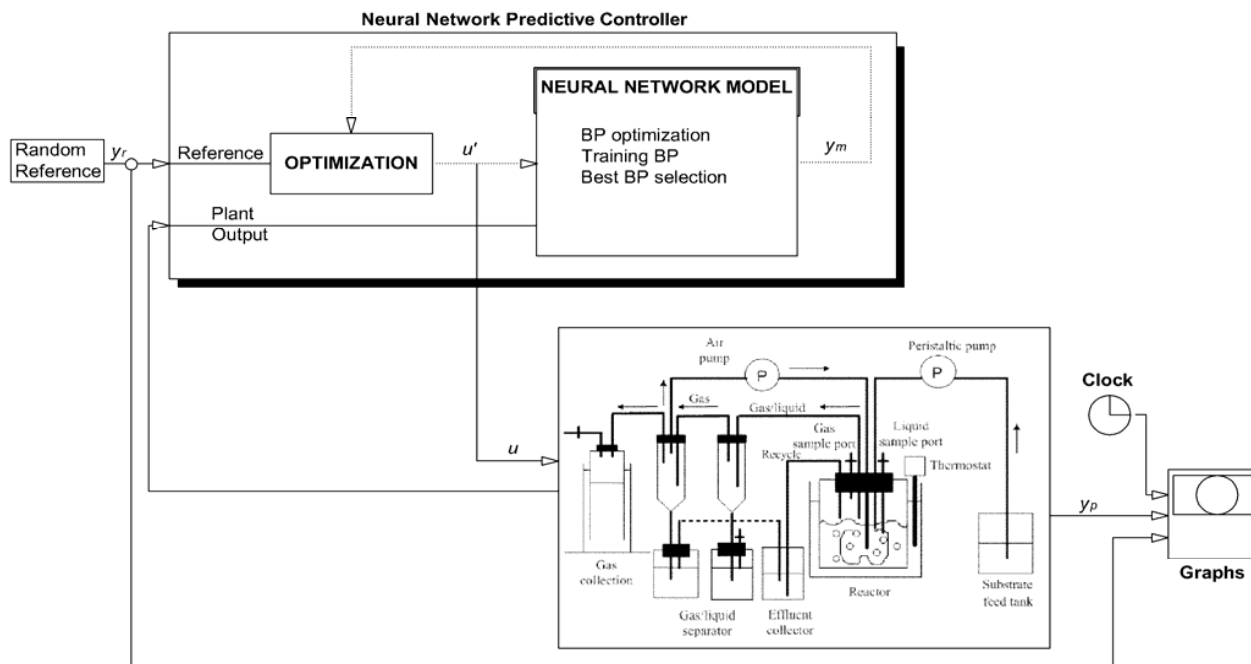 Neural Network Predictive Controller
NEURAL NETWORK MODEL
BP optimization
Training BP
Best BP selection
Random
Reference
yr
Reference
OPTIMIZATION
u'
ym
Plant
Output
Air
pump
P
Peristaltic pump
P
Clock
Gas
Gas/liquid
Gas
sample port
Liquid
sample port
Recycle
Thermostat
u
yp
Gas
collection
Gas/liquid
separator
Effluent
collector
Reactor
Substrate
feed tank
Graphs